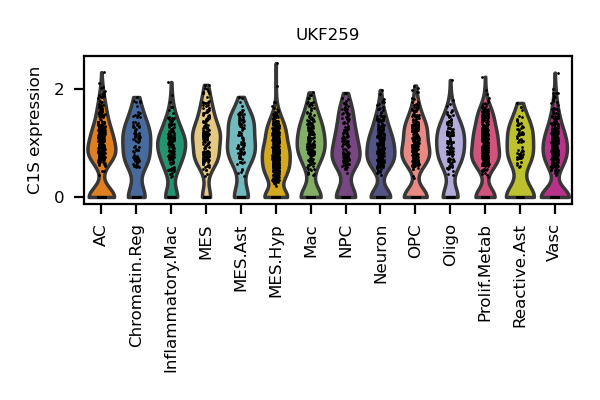 UKF259
C1S expression
2
0
AC
Chromatin.Reg
Inflammatory.Mac
MES
MES.Ast
MES.Hyp
Mac
NPC
Neuron
OPC
Oligo
Prolif.Metab
Reactive.Ast
Vasc